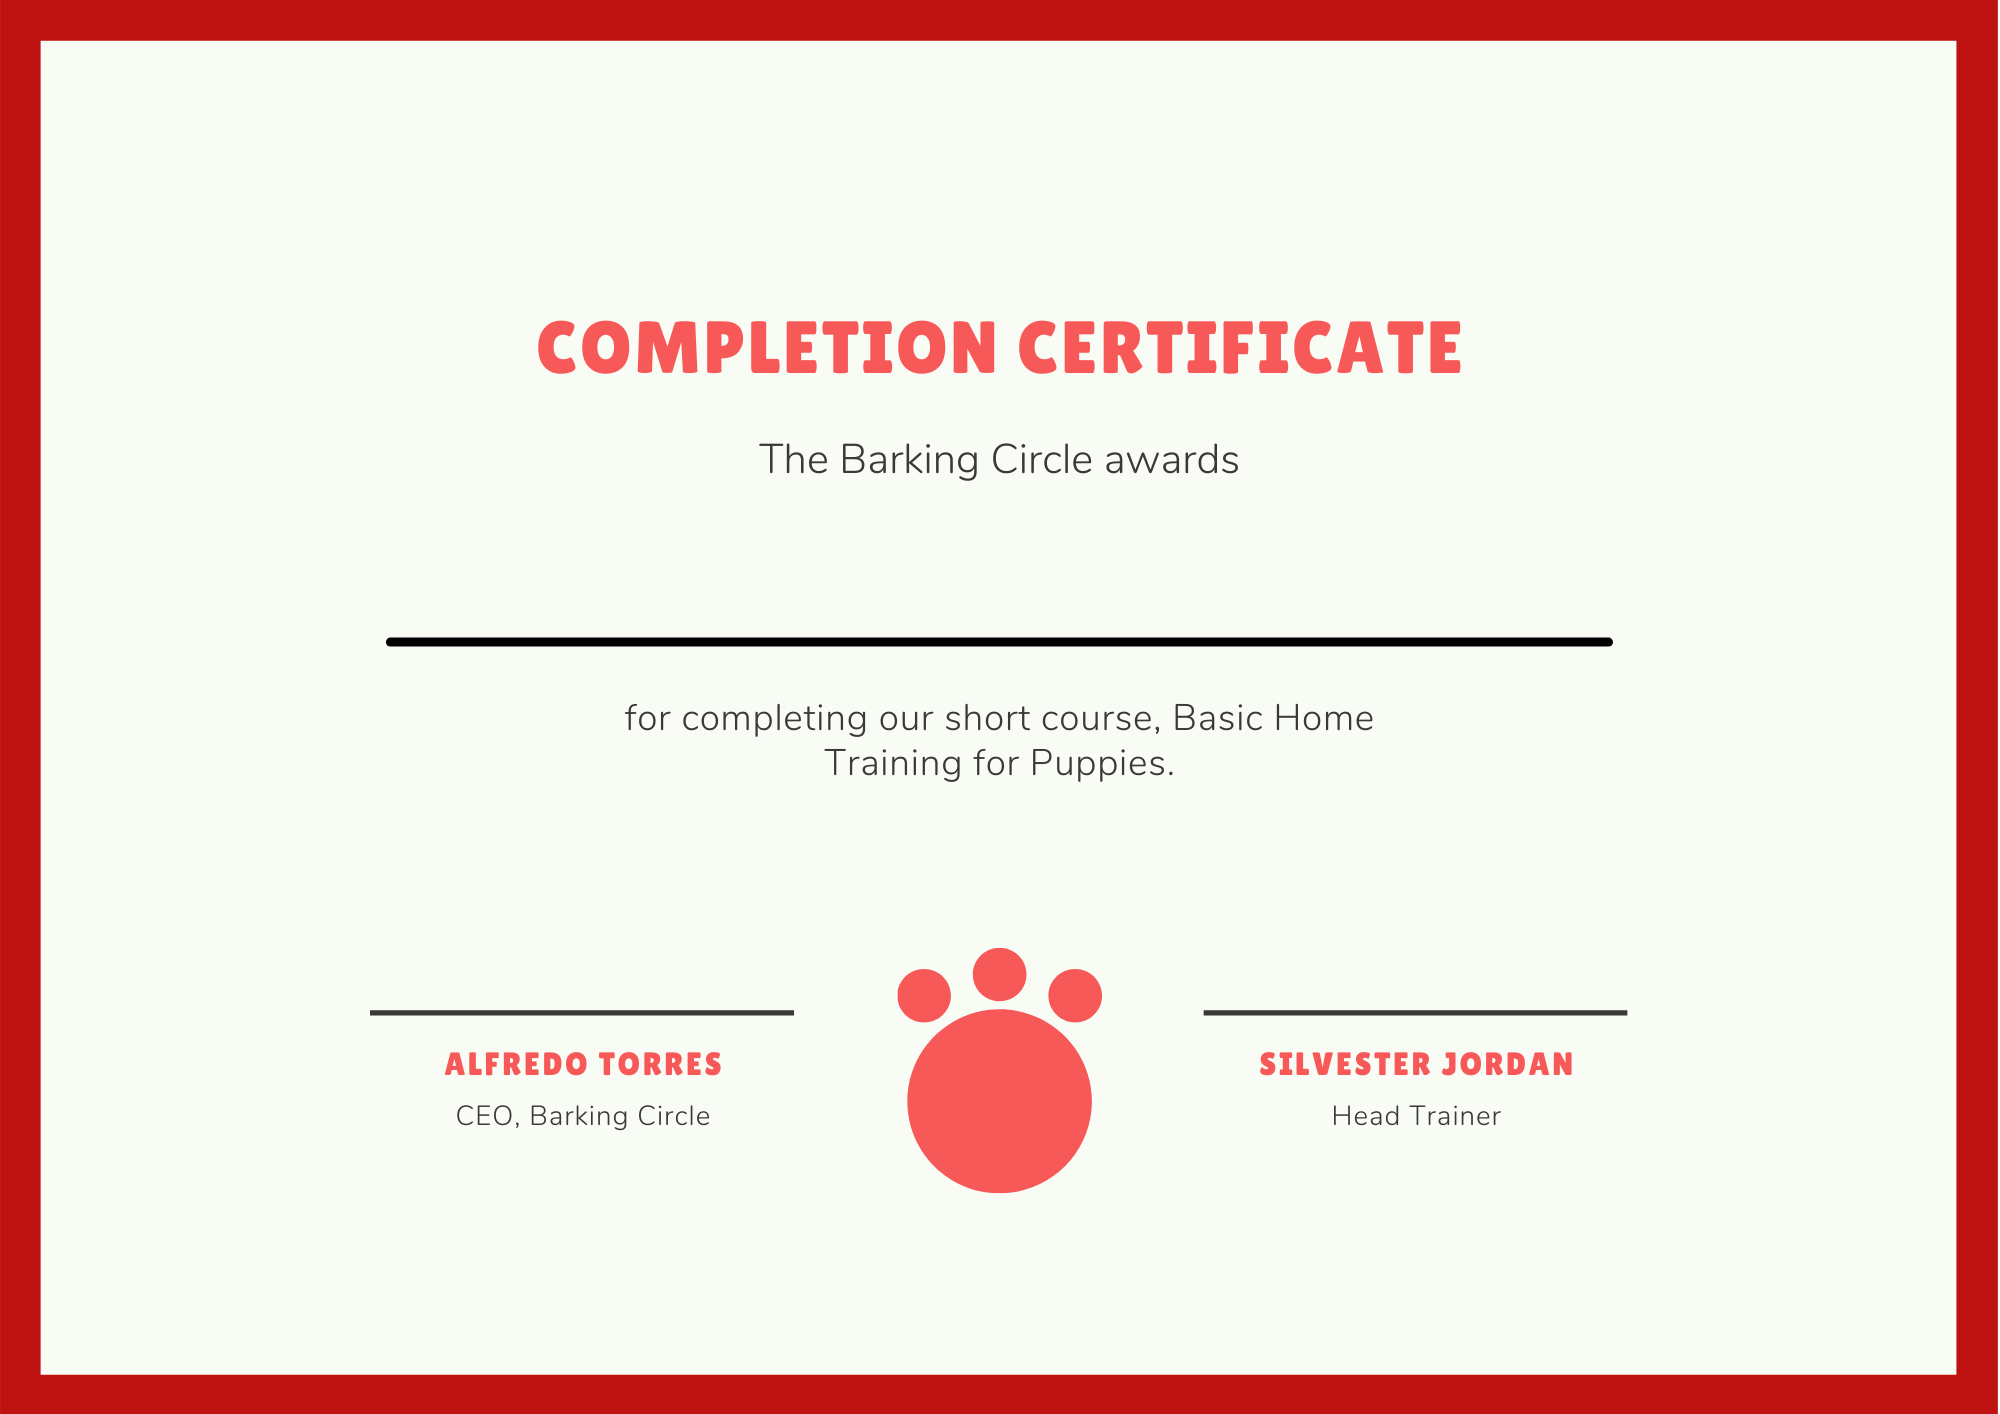 COMPLETION CERTIFICATE
The Barking Circle awards
for completing our short course, Basic Home
Training for Puppies.
ALFREDO TORRES
CEO, Barking Circle
SILVESTER JORDAN
Head Trainer